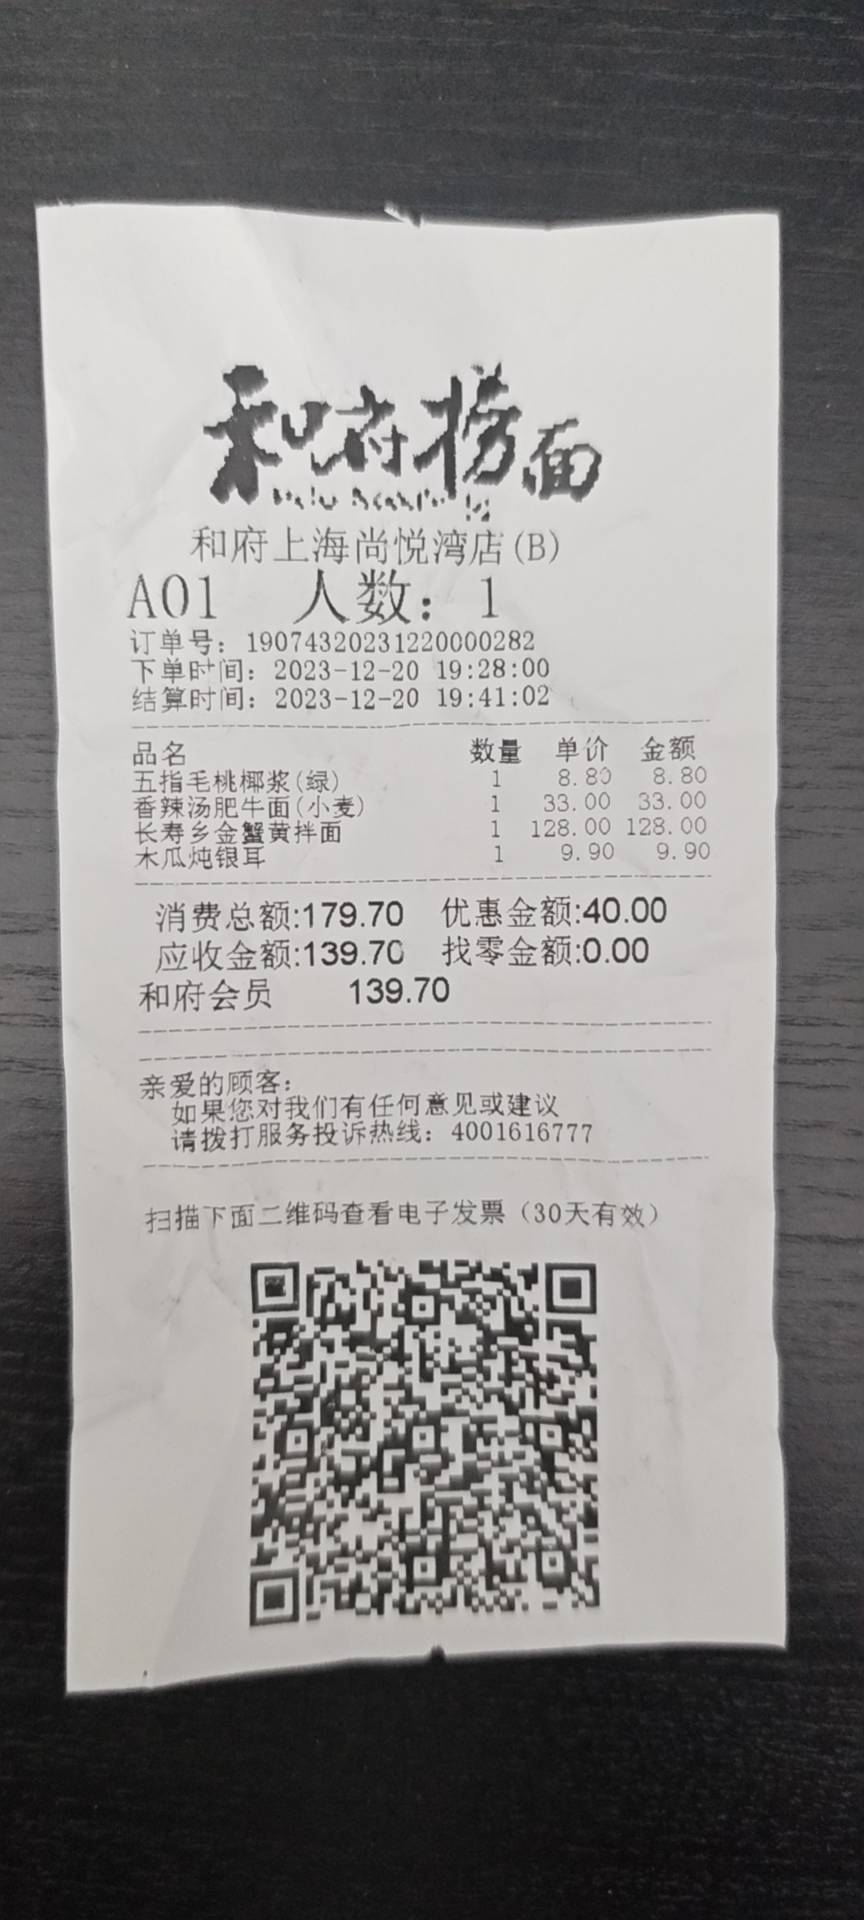 和府捞面
和府上海尚悦湾店(B)
A01 人数: 1
订单号: 19074320231220000282
下单时间: 2023-12-20 19:28:00
结算时间: 2023-12-20 19:41:02
品名 数量 单价 金额
五指毛桃椰浆(绿) 1 8.80 8.80
香辣汤肥牛面(小麦) 1 33.00 33.00
长寿乡金蟹黄拌面 1 128.00 128.00
木瓜炖银耳 1 9.90 9.90
消费总额:179.70 优惠金额:40.00
应收金额:139.70 找零金额:0.00
和府会员 139.70
亲爱的顾客:
如果您对我们有任何意见或建议
请拨打服务投诉热线: 4001616777
扫描下面二维码查看电子发票（30天有效）